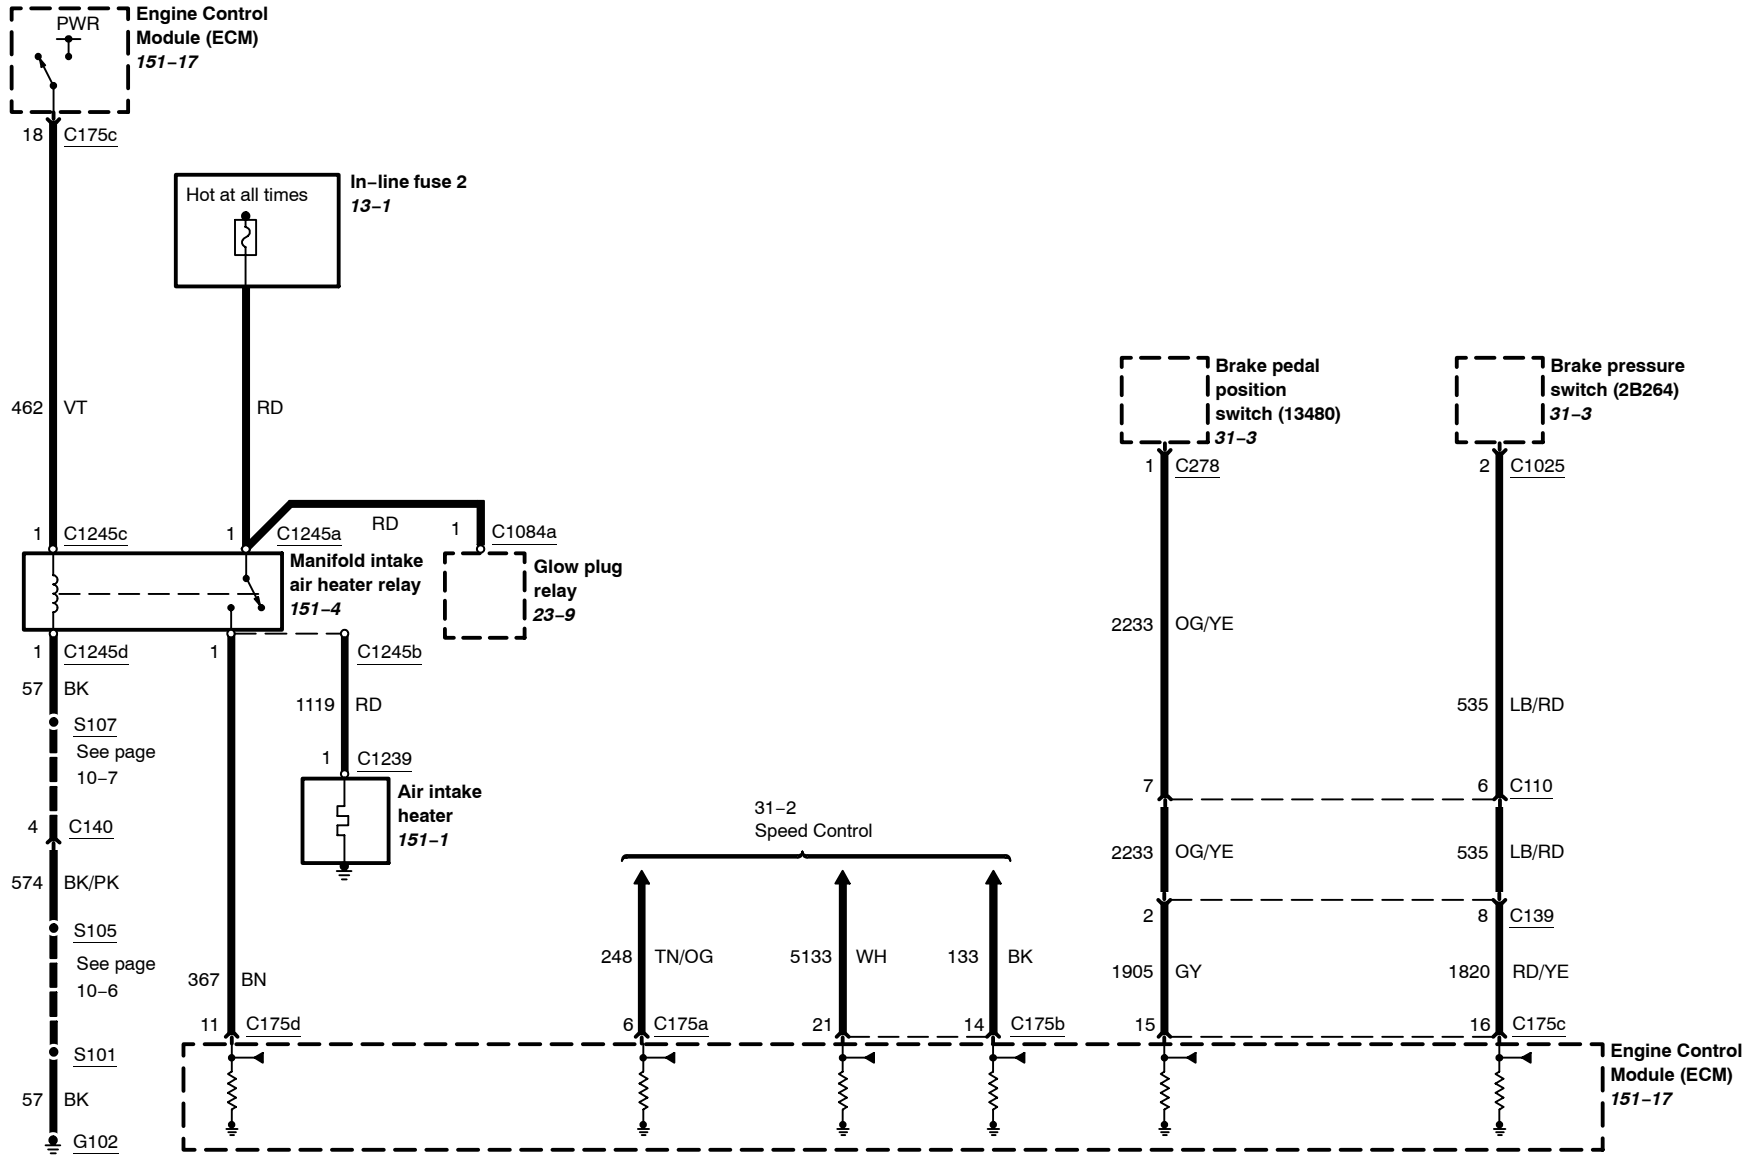 PWR
Engine Control
Module (ECM)
151−17
18 C175c
Hot at all times
In−line fuse 2
13−1
462 VT
RD
Brake pedal
position
switch (13480)
31−3
Brake pressure
switch (2B264)
31−3
1 C278
2 C1025
1 C1245c
1 C1245a
RD
1 C1084a
Manifold intake
air heater relay
151−4
Glow plug
relay
23−9
2233 OG/YE
1 C1245d
1
C1245b
57 BK
1119 RD
535 LB/RD
S107
See page
10−7
1 C1239
7
6 C110
Air intake
heater
151−1
31−2
Speed Control
4 C140
2233 OG/YE
535 LB/RD
574 BK/PK
2
8 C139
S105
See page
10−6
367 BN
248 TN/OG
5133 WH
133 BK
1905 GY
1820 RD/YE
11 C175d
6 C175a
21
14 C175b
15
16 C175c
S101
Engine Control
Module (ECM)
151−17
57 BK
G102